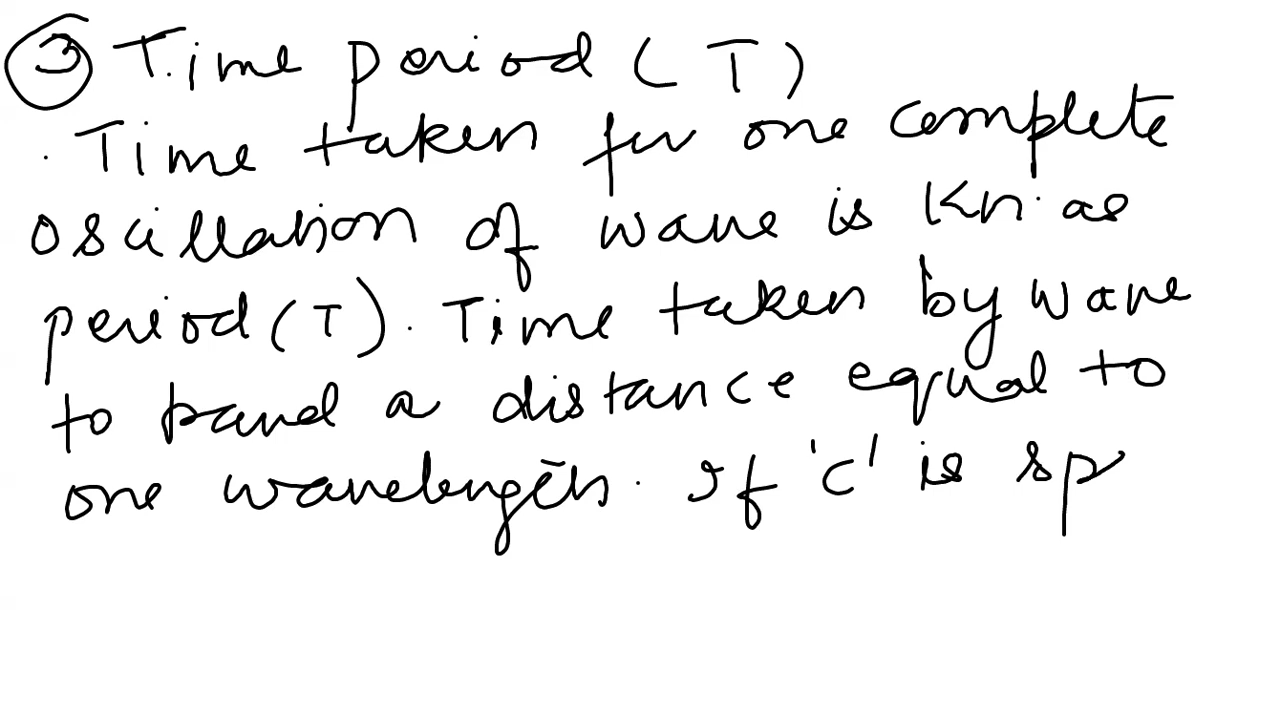 ③ Time period (T)
. Time taken for one complete
oscillation of wave is Kn. as
period (T). Time taken by wave
to travel a distance equal to
one wavelength. If 'c' is sp